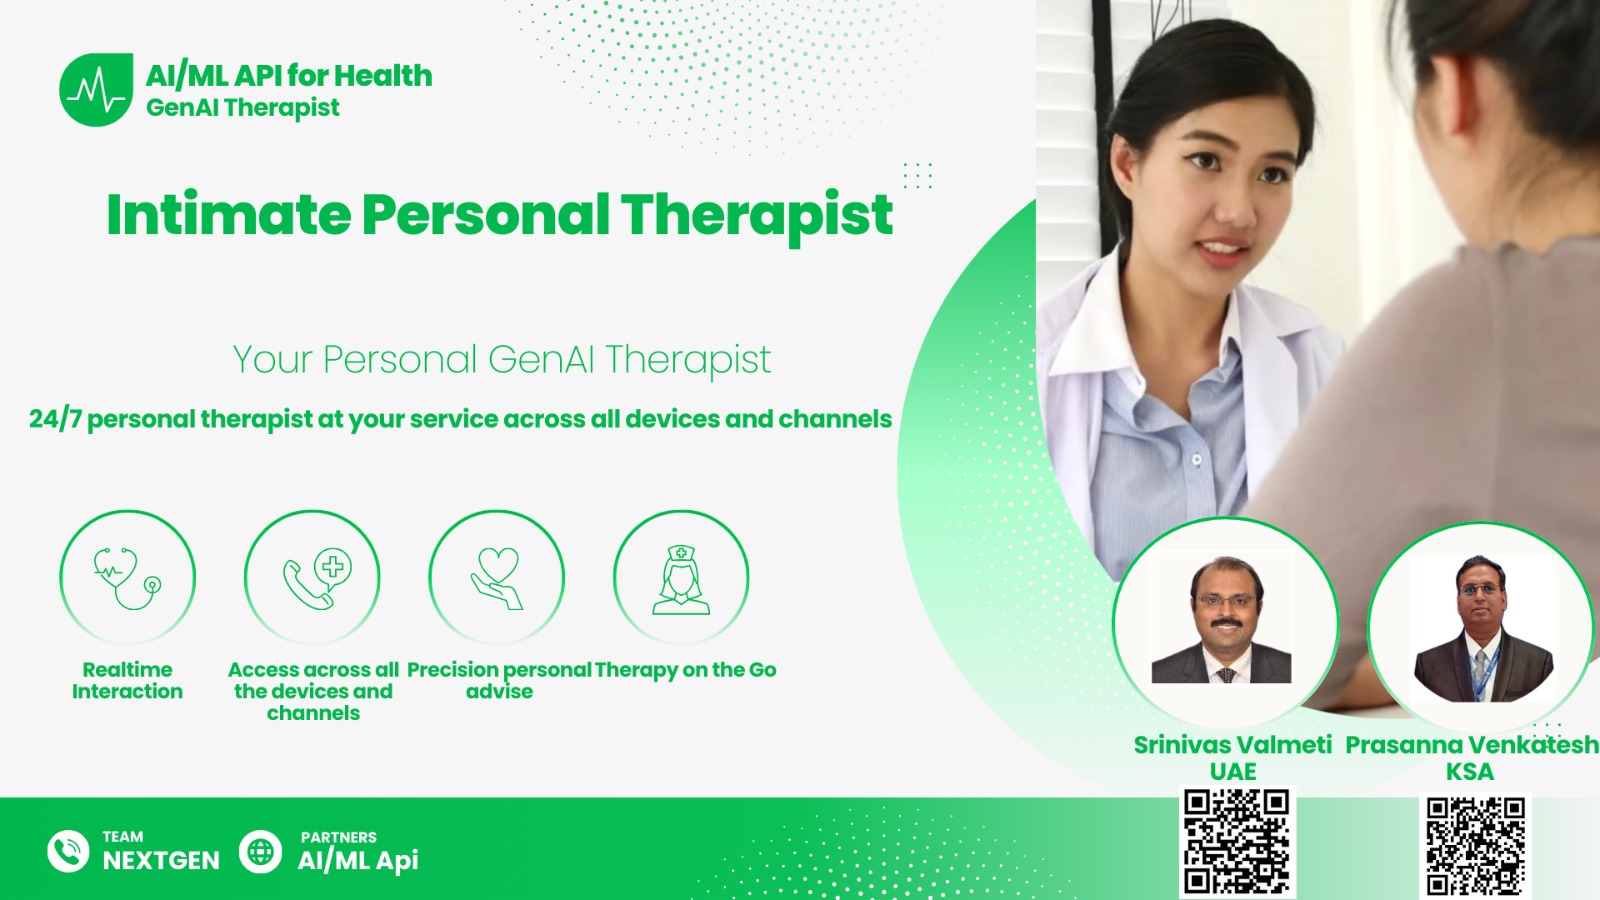 AI/ML API for Health
GenAI Therapist
Intimate Personal Therapist
Your Personal GenAI Therapist
24/7 personal therapist at your service across all devices and channels
Realtime
Interaction
Access across all
the devices and
channels
Precision personal
advise
Therapy on the Go
Srinivas Valmeti
UAE
Prasanna Venkatesh
KSA
TEAM
NEXTGEN
PARTNERS
AI/ML Api